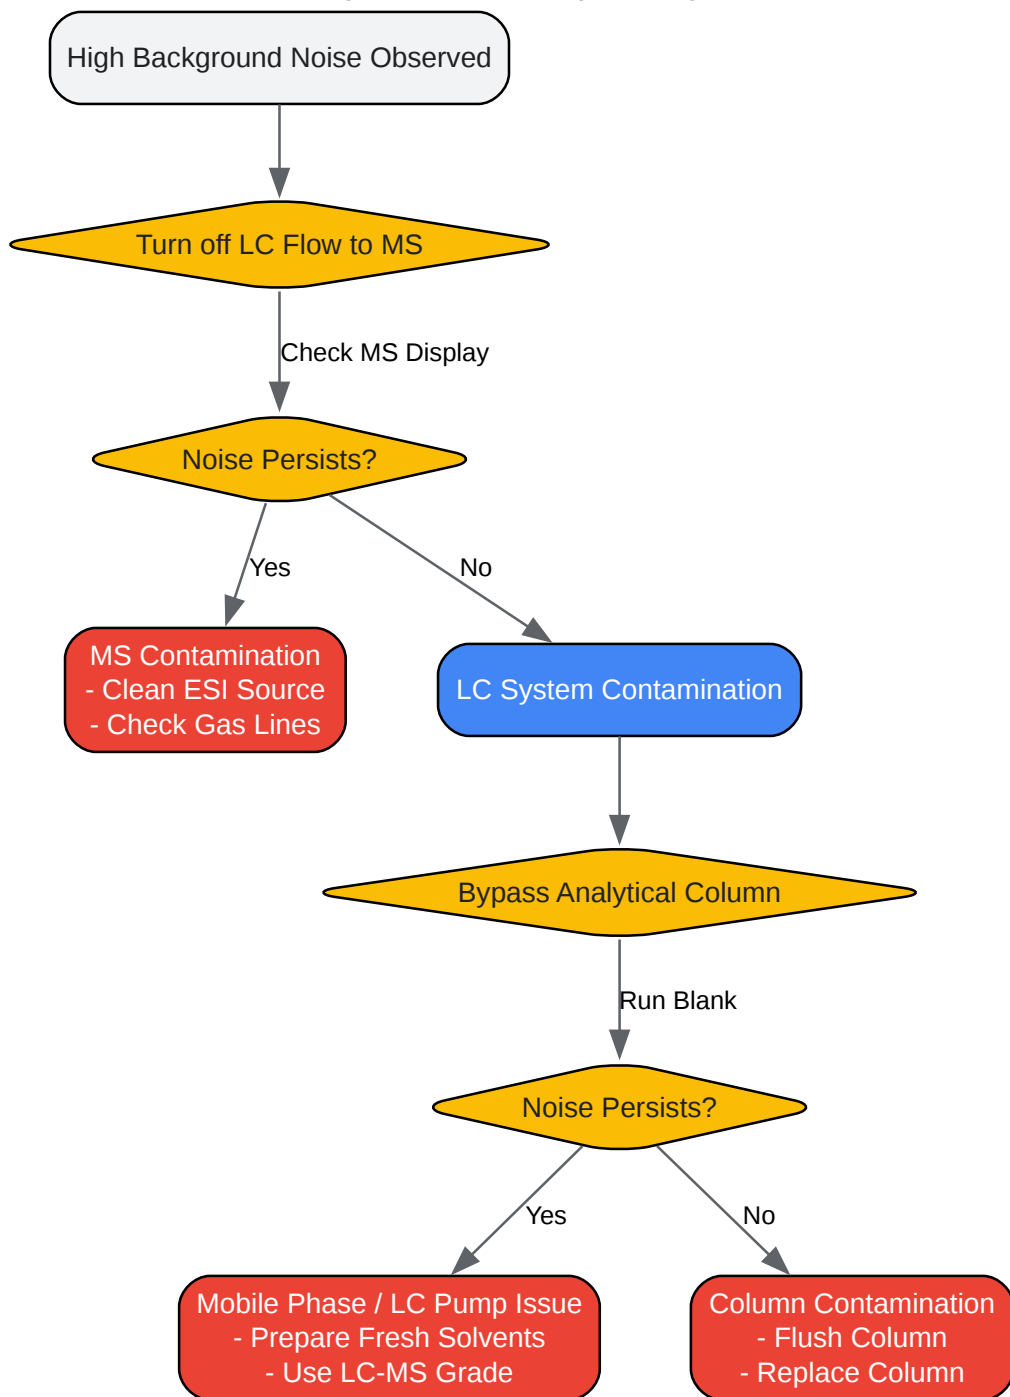 High Background Noise Observed
Turn off LC Flow to MS
Check MS Display
Noise Persists?
Yes
No
MS Contamination
- Clean ESI Source
- Check Gas Lines
LC System Contamination
Bypass Analytical Column
Run Blank
Noise Persists?
Yes
No
Mobile Phase / LC Pump Issue
- Prepare Fresh Solvents
- Use LC-MS Grade
Column Contamination
- Flush Column
- Replace Column